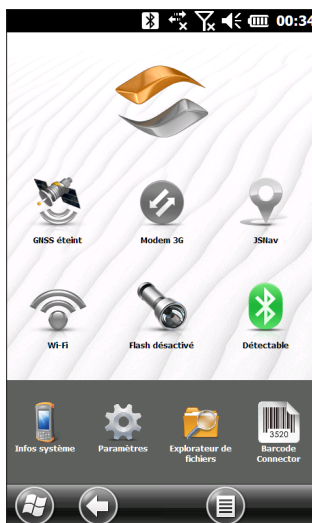 00:34
GNSS éteint
Modem 3G
JSNav
Wi-Fi
Flash désactivé
Détectable
3520
Infos système
Paramètres
Explorateur de
fichiers
Barcode
Connector